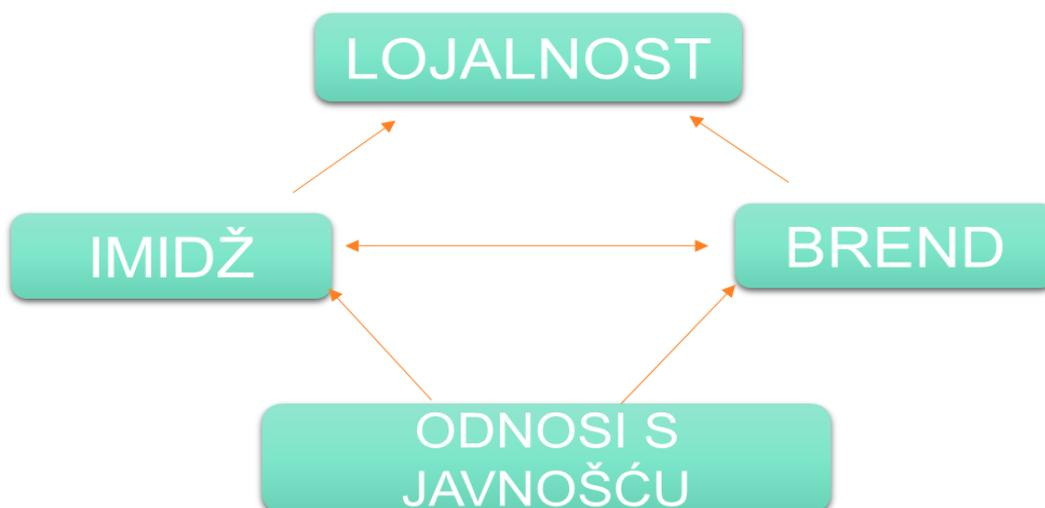 LOJALNOST
IMIDŽ
BREND
ODNOSI S
JAVNOŠĆU